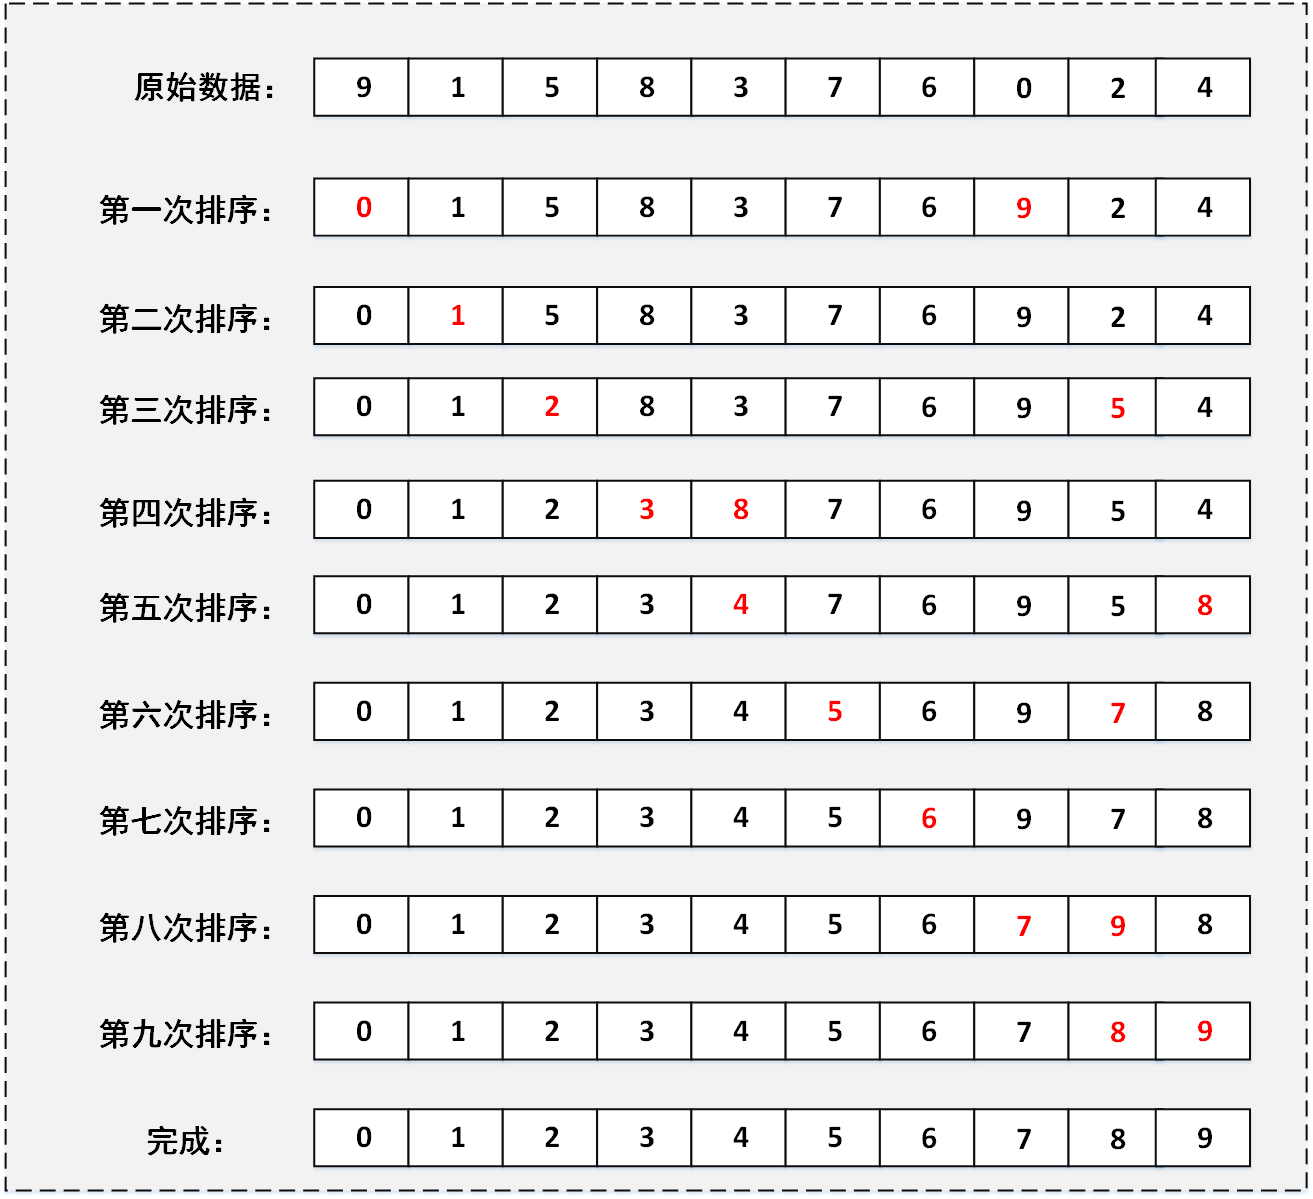 原始数据: 9 1 5 8 3 7 6 0 2 4
第一次排序: 0 1 5 8 3 7 6 9 2 4
第二次排序: 0 1 5 8 3 7 6 9 2 4
第三次排序: 0 1 2 8 3 7 6 9 5 4
第四次排序: 0 1 2 3 8 7 6 9 5 4
第五次排序: 0 1 2 3 4 7 6 9 5 8
第六次排序: 0 1 2 3 4 5 6 9 7 8
第七次排序: 0 1 2 3 4 5 6 9 7 8
第八次排序: 0 1 2 3 4 5 6 7 9 8
第九次排序: 0 1 2 3 4 5 6 7 8 9
完成: 0 1 2 3 4 5 6 7 8 9